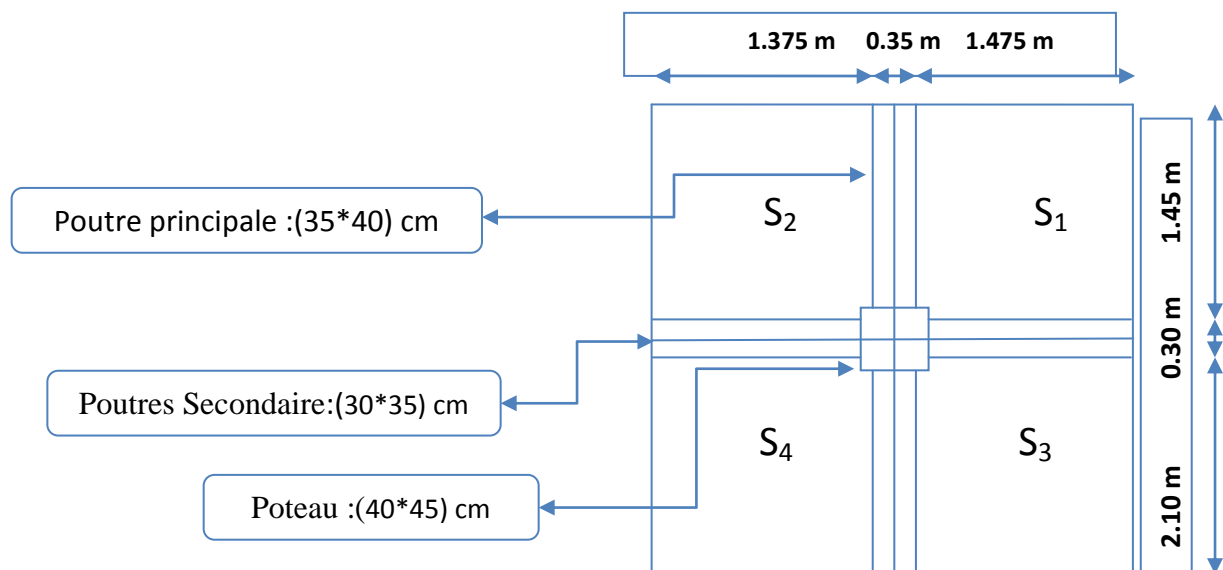 1.375 m 0.35 m 1.475 m
Poutre principale :(35*40) cm
S2
S1
1.45 m
0.30 m
Poutres Secondaire:(30*35) cm
S4
S3
Poteau :(40*45) cm
2.10 m